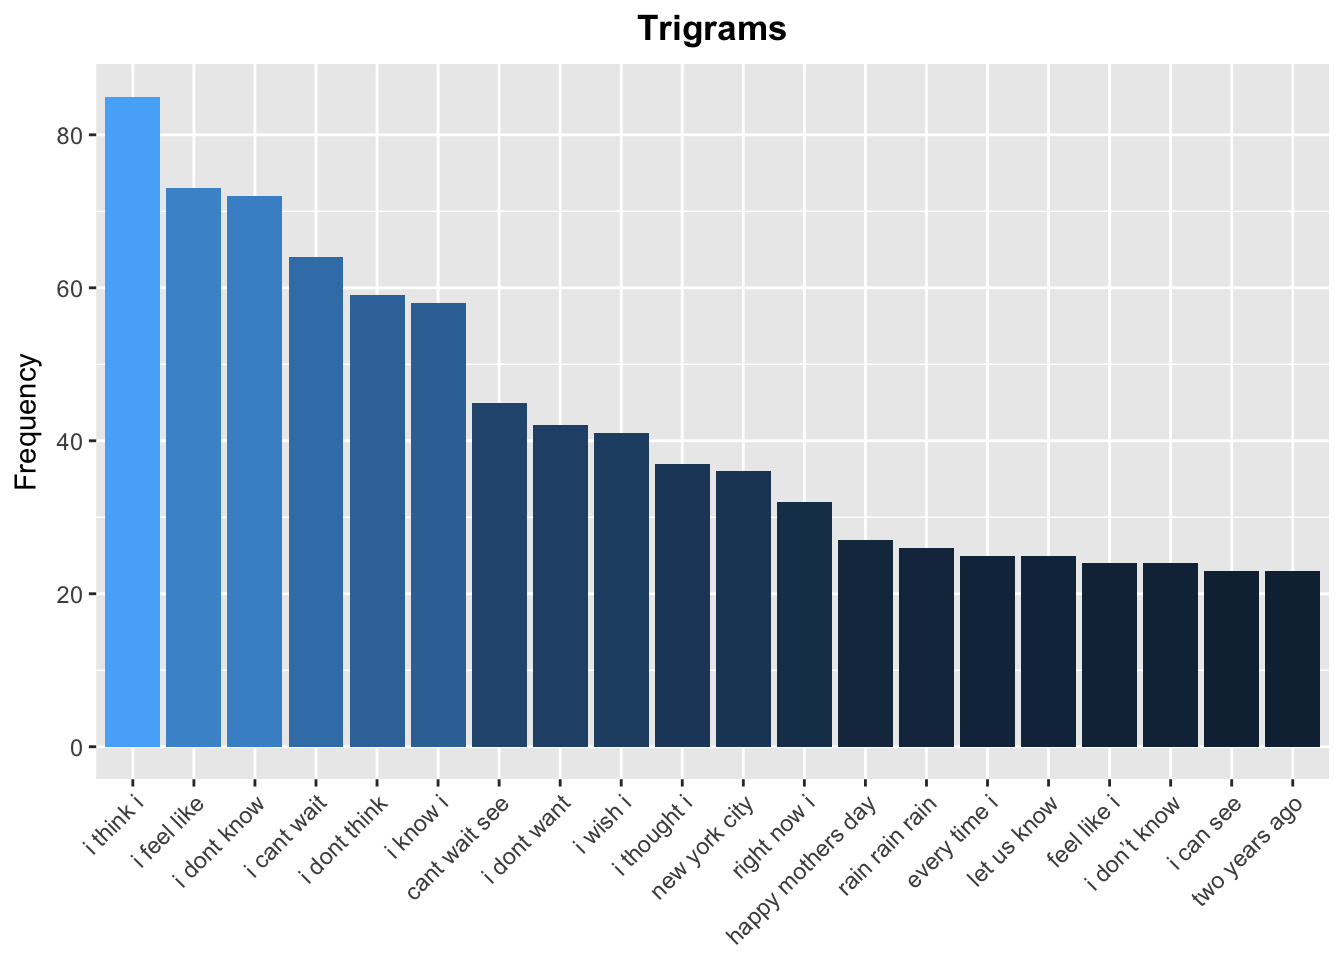 Trigrams
Frequency
80
60
40
20
0
i think i
i feel like
i dont know
i cant wait
i dont think
i know i
cant wait see
i dont want
i wish i
i thought i
new york city
right now i
happy mothers day
rain rain rain
every time i
let us know
feel like i
i don’t know
i can see
two years ago